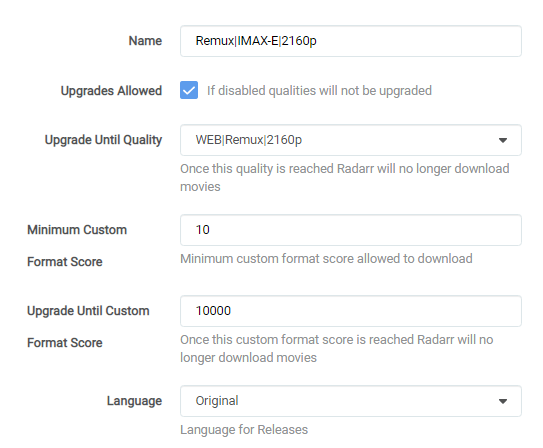 Name
Remux|IMAX-E|2160p
Upgrades Allowed
If disabled qualities will not be upgraded
Upgrade Until Quality
WEB|Remux|2160p
Once this quality is reached Radarr will no longer download
movies
Minimum Custom
Format Score
10
Minimum custom format score allowed to download
Upgrade Until Custom
Format Score
10000
Once this custom format score is reached Radarr will no
longer download movies
Language
Original
Language for Releases